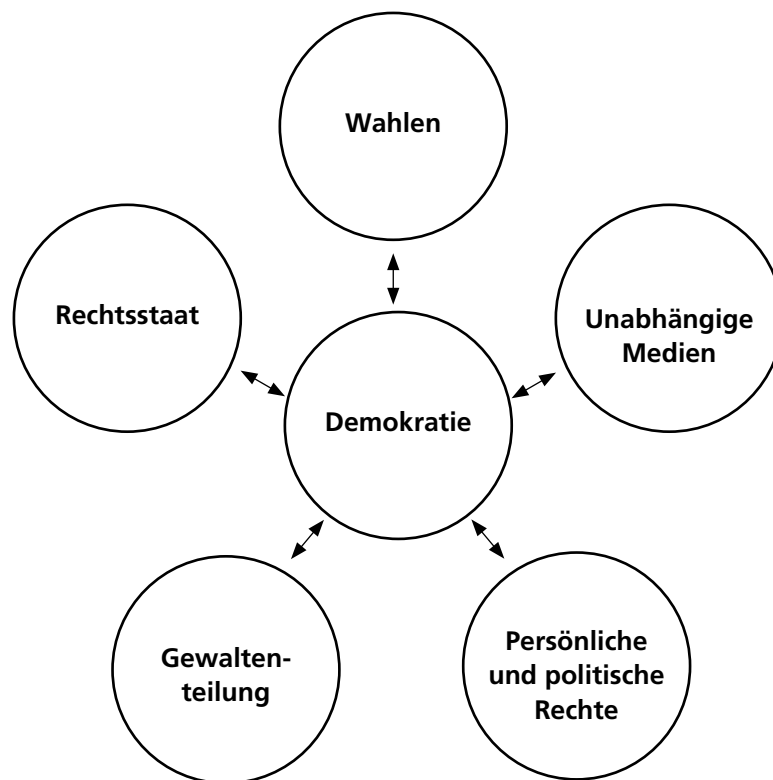 Wahlen
Rechtsstaat
Unabhängige
Medien
Demokratie
Gewalten-
teilung
Persönliche
und politische
Rechte